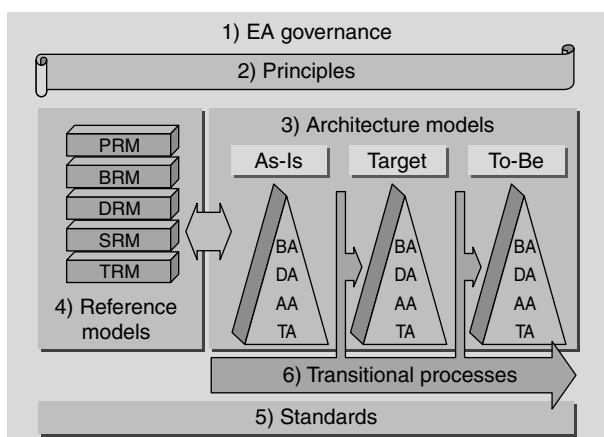 1) EA governance
2) Principles
PRM
BRM
DRM
SRM
TRM
4) Reference
models
3) Architecture models
As-Is
Target
To-Be
BA
DA
AA
TA
BA
DA
AA
TA
BA
DA
AA
TA
6) Transitional processes
5) Standards